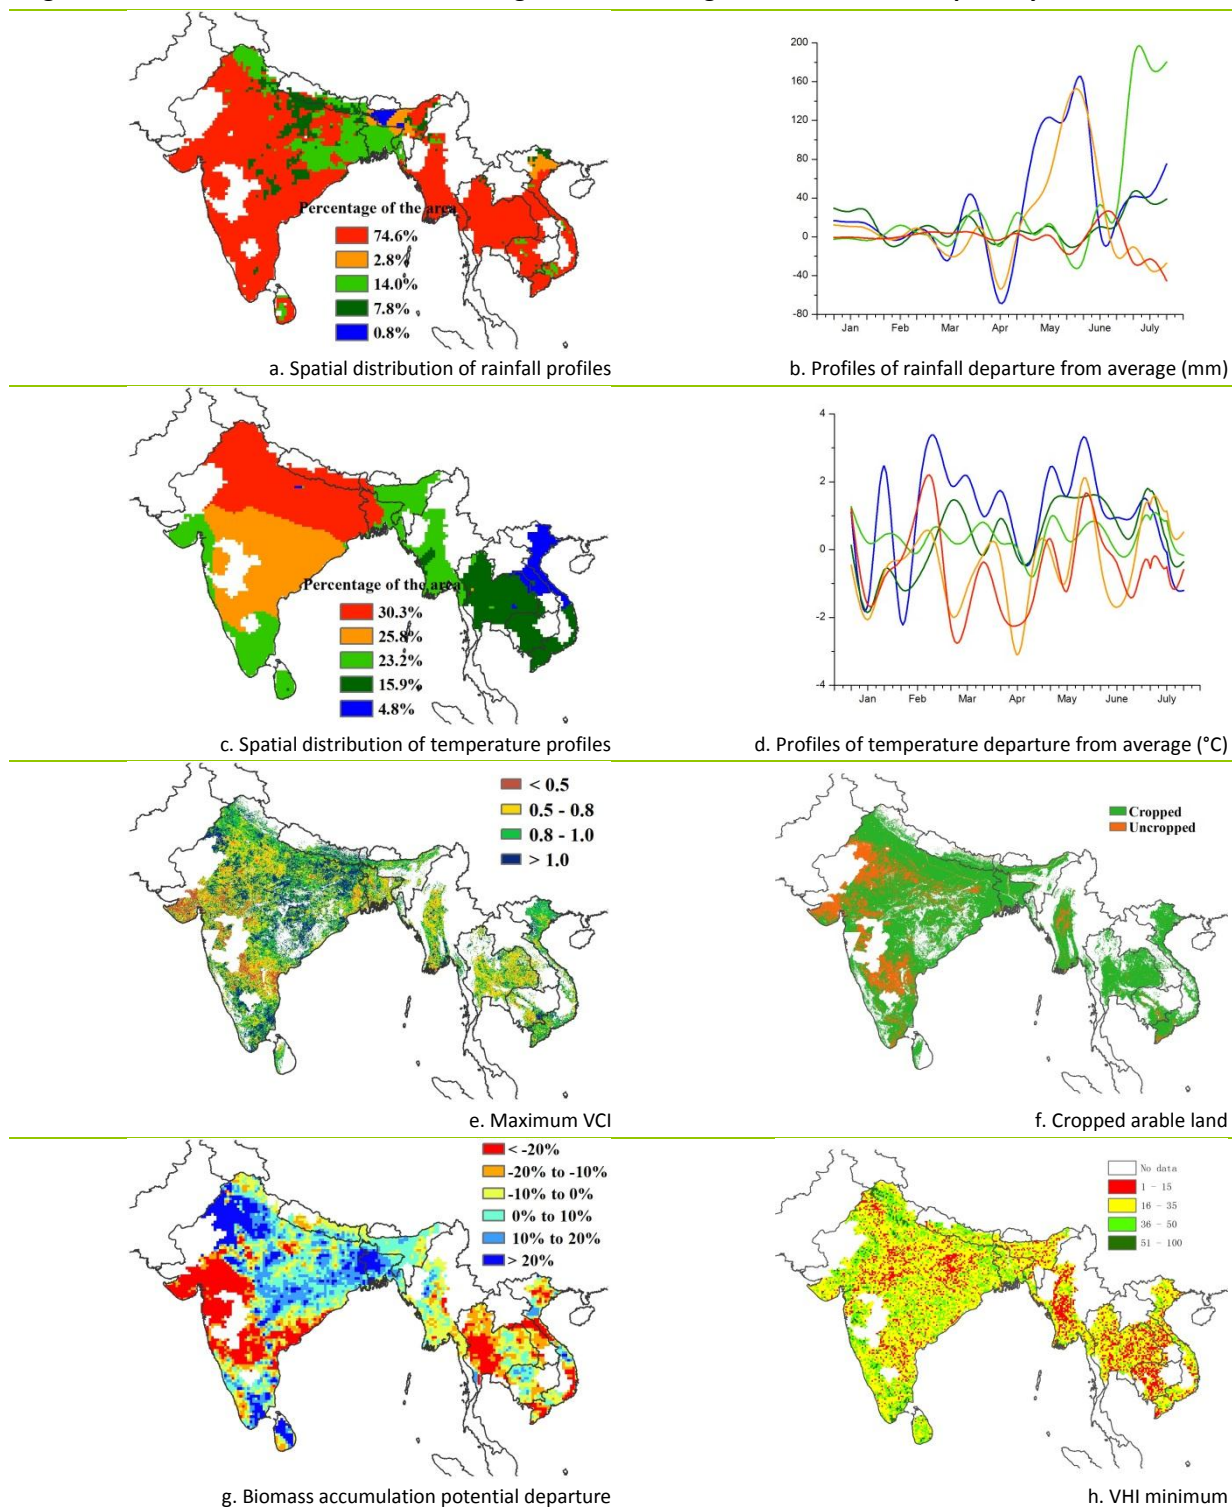 Percentage of the area
74.6%
2.8%
14.0%
7.8%
0.8%
a. Spatial distribution of rainfall profiles
200
160
120
80
40
0
-40
-80
Jan Feb Mar Apr May June July
b. Profiles of rainfall departure from average (mm)
Percentage of the area
30.3%
25.8%
23.2%
15.9%
4.8%
c. Spatial distribution of temperature profiles
4
2
0
-2
-4
Jan Feb Mar Apr May June July
d. Profiles of temperature departure from average (°C)
< 0.5
0.5 - 0.8
0.8 - 1.0
> 1.0
e. Maximum VCI
Cropped
Uncropped
f. Cropped arable land
< -20%
-20% to -10%
-10% to 0%
0% to 10%
10% to 20%
> 20%
g. Biomass accumulation potential departure
No data
1 - 15
16 - 35
36 - 50
51 - 100
h. VHI minimum